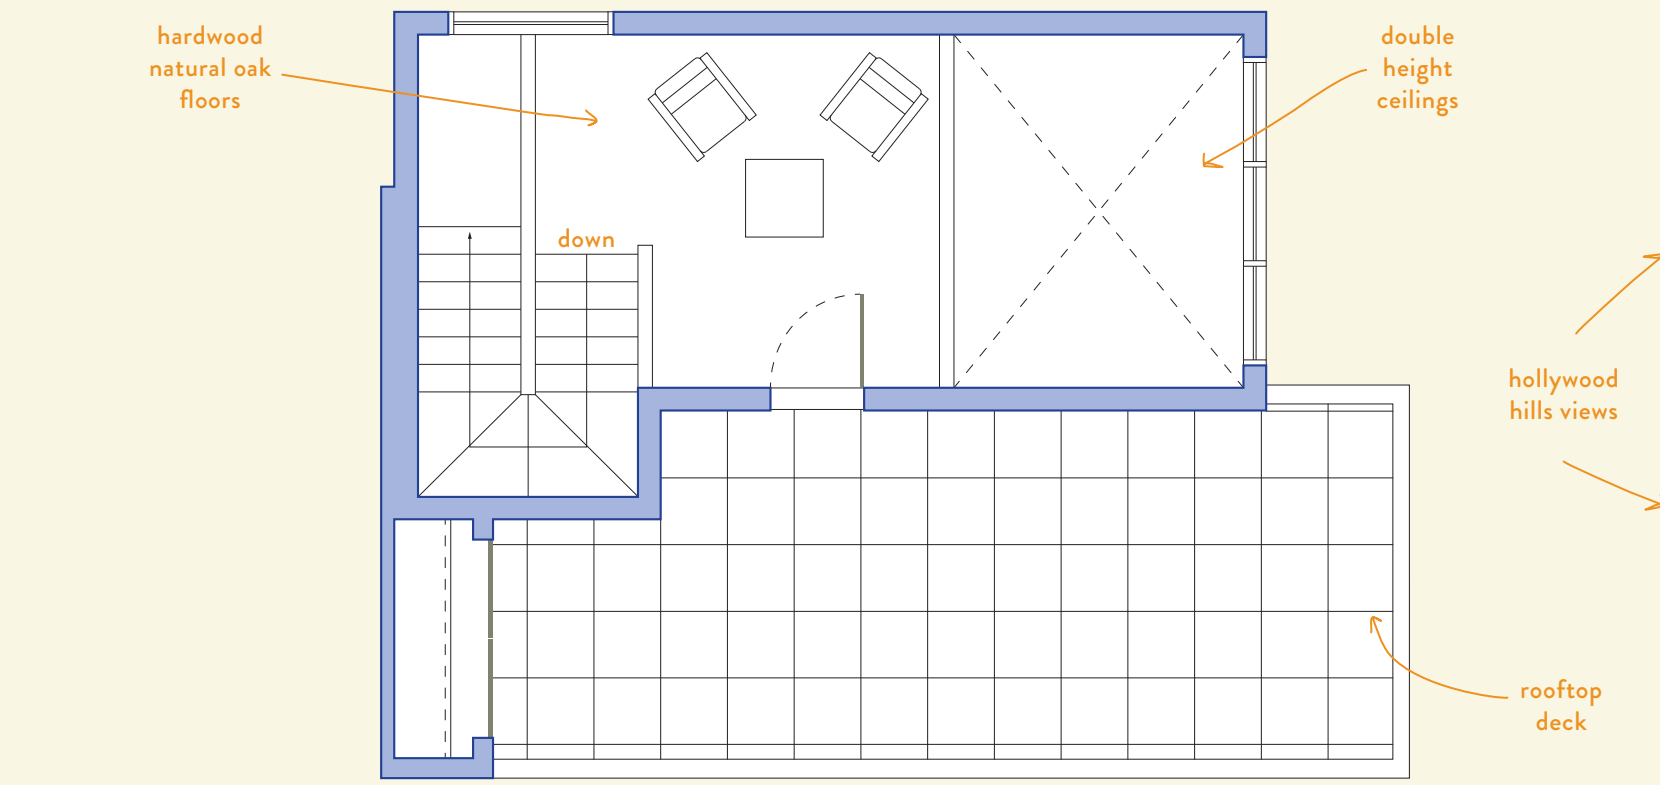 hardwood
natural oak
floors
double
height
ceilings
down
hollywood
hills views
rooftop
deck